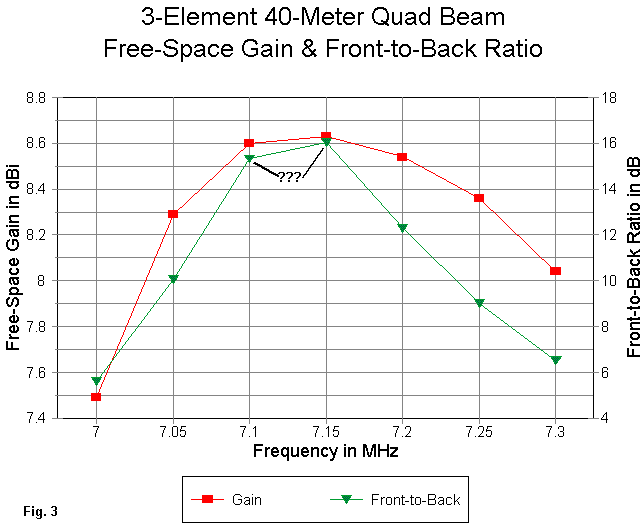 3-Element 40-Meter Quad Beam
Free-Space Gain & Front-to-Back Ratio
8.8
8.6
8.4
8.2
8
7.8
7.6
7.4
Free-Space Gain in dBi
18
16
14
12
10
8
6
4
Front-to-Back Ratio in dB
???
7 7.05 7.1 7.15 7.2 7.25 7.3
Frequency in MHz
Gain Front-to-Back
Fig. 3